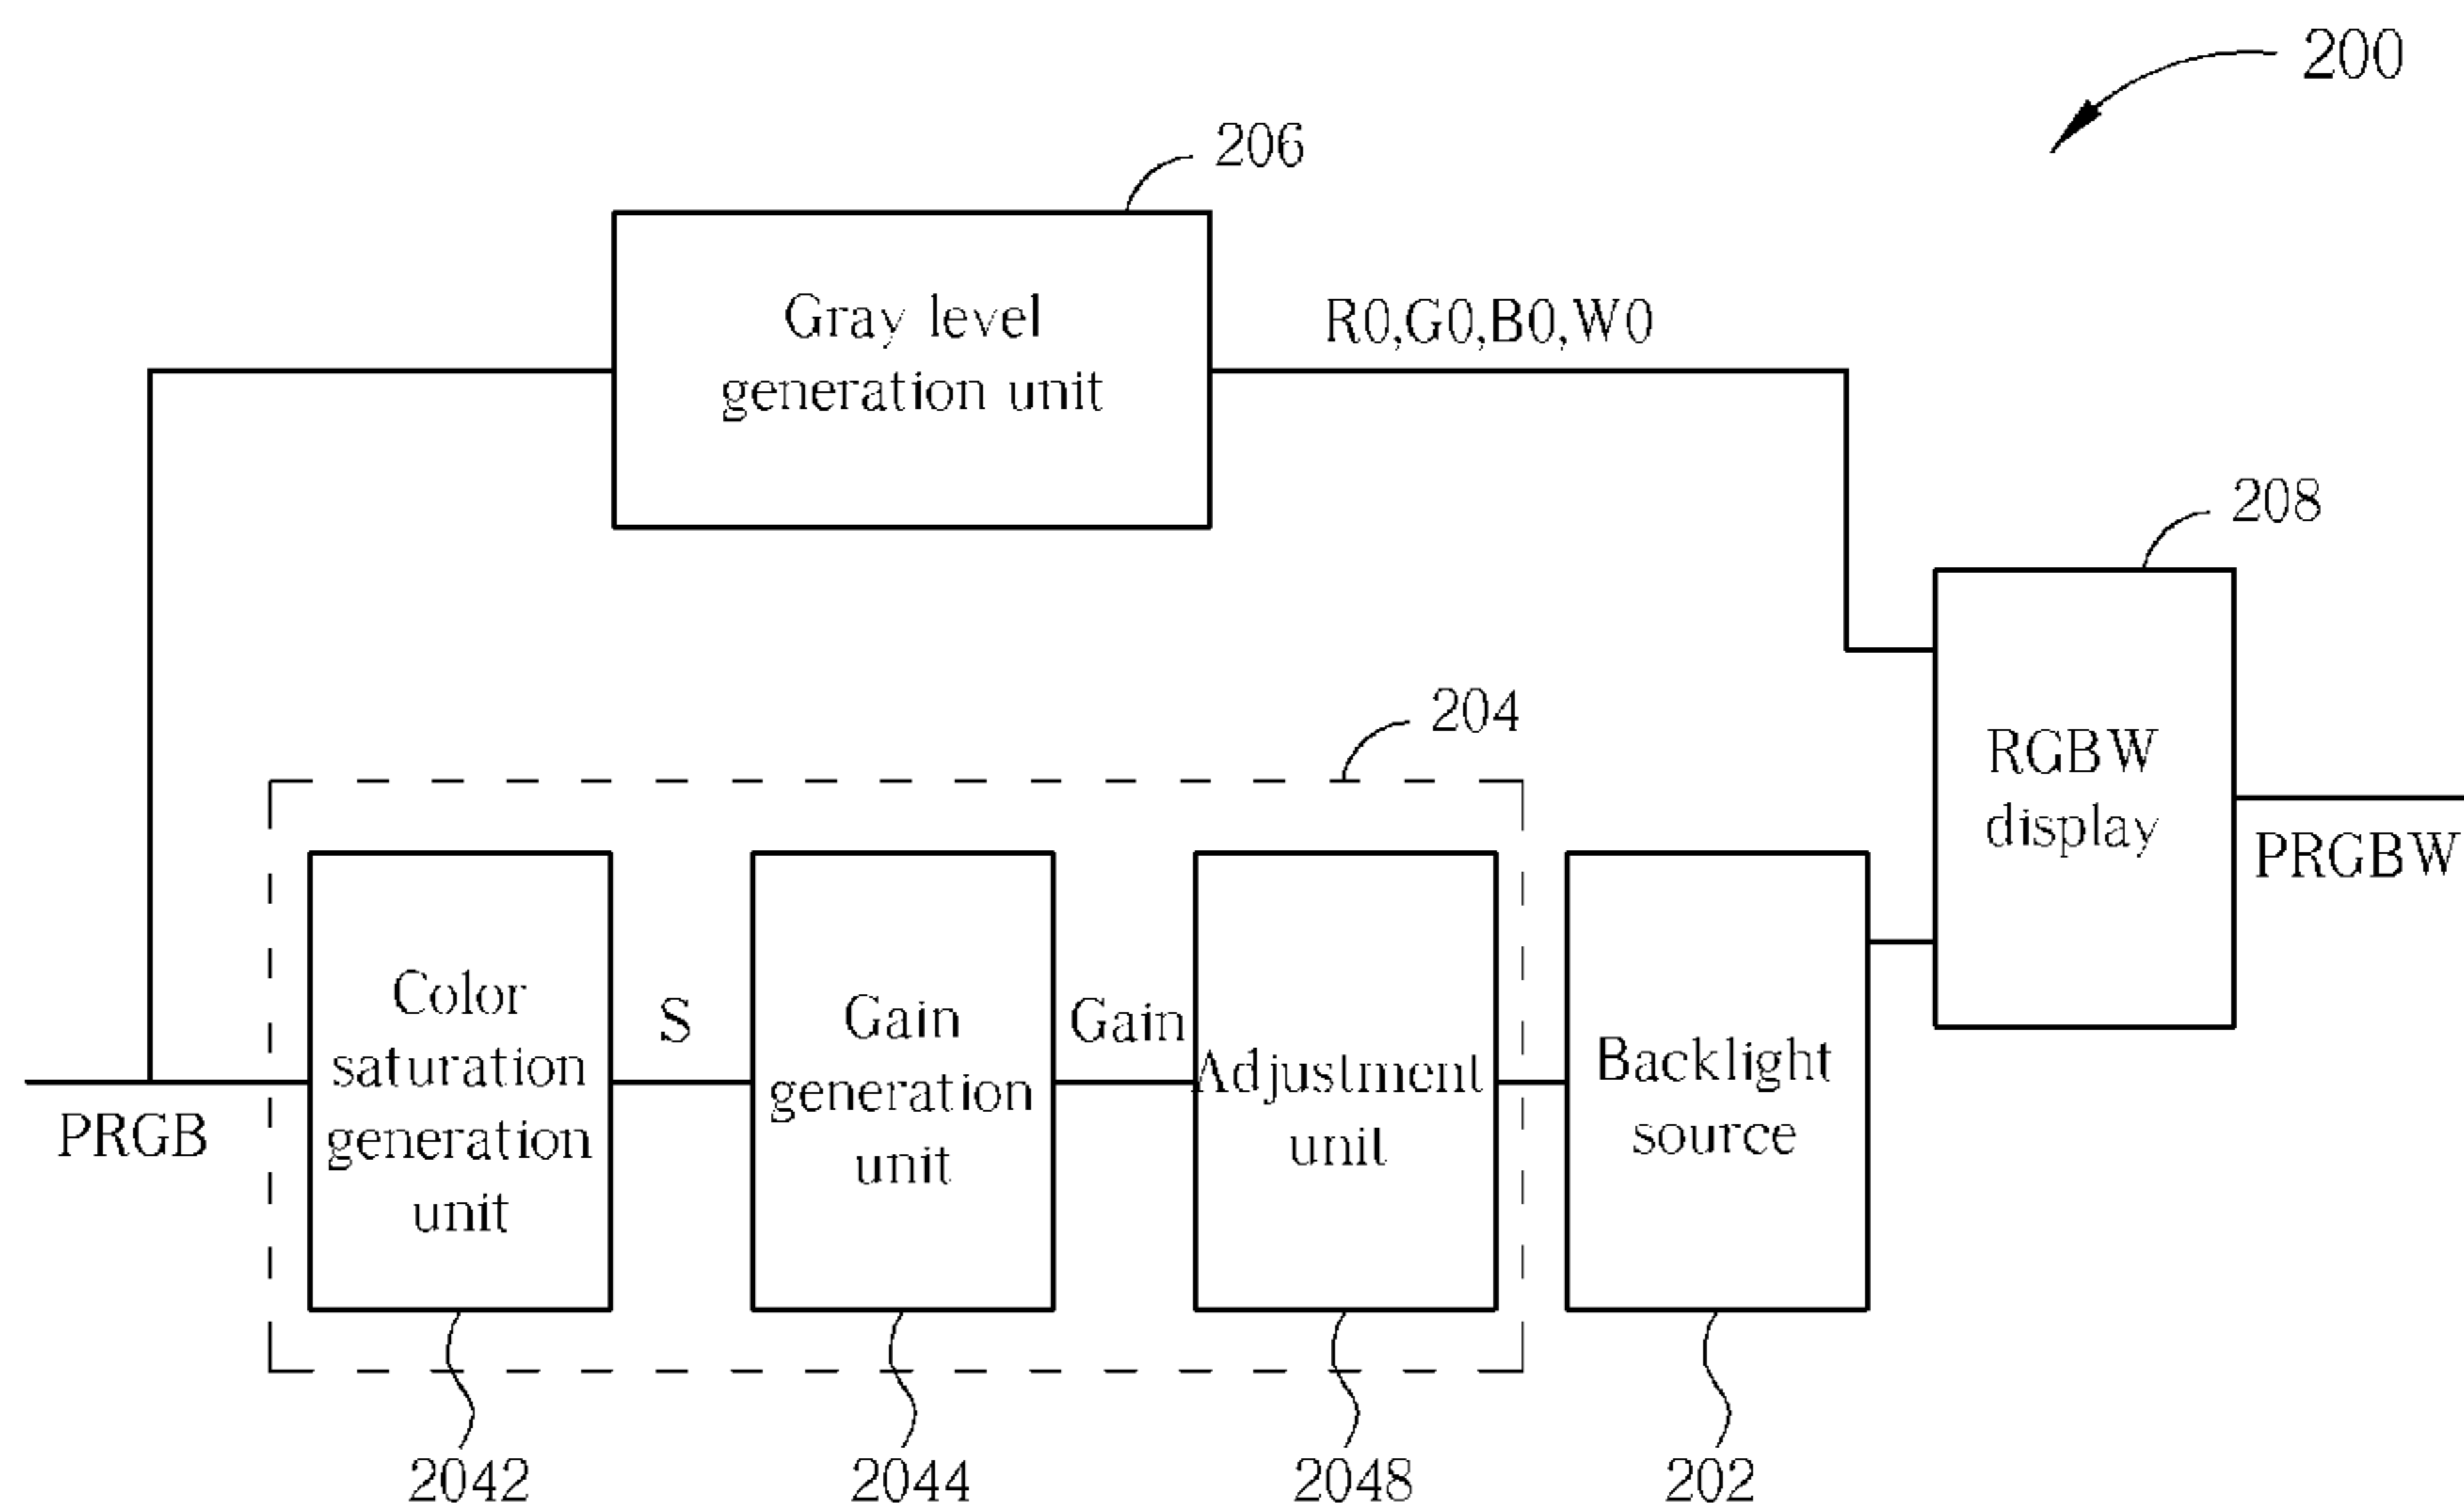 200
206
Gray level
generation unit
R0,G0,B0,W0
208
204
RGBW
display
PRGBW
Color
saturation
generation
unit
S
Gain
generation
unit
Gain
Adjustment
unit
Backlight
source
PRGB
2042
2044
2048
202